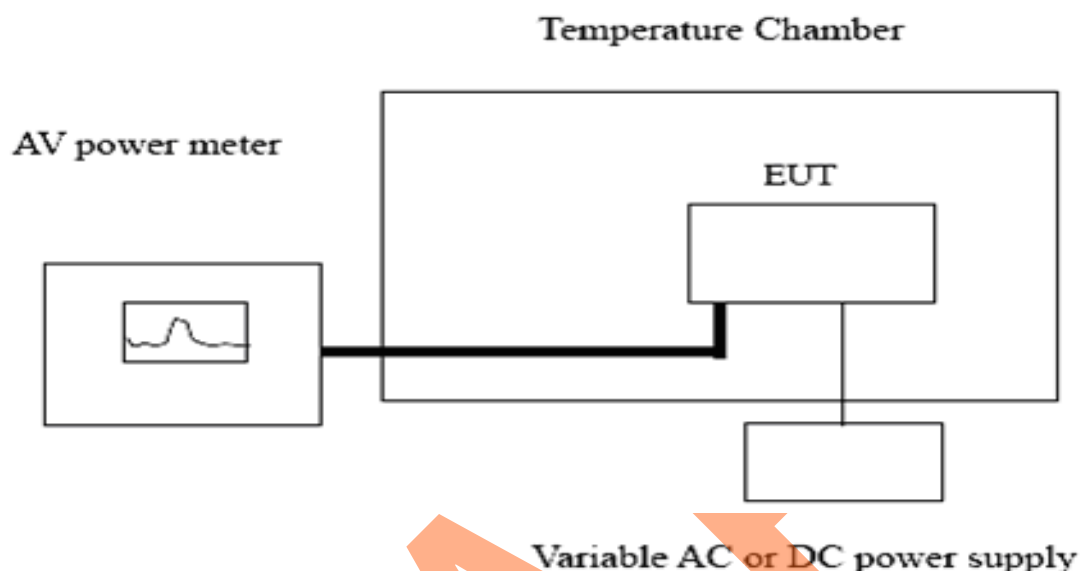 Temperature Chamber
AV power meter
EUT
Variable AC or DC power supply